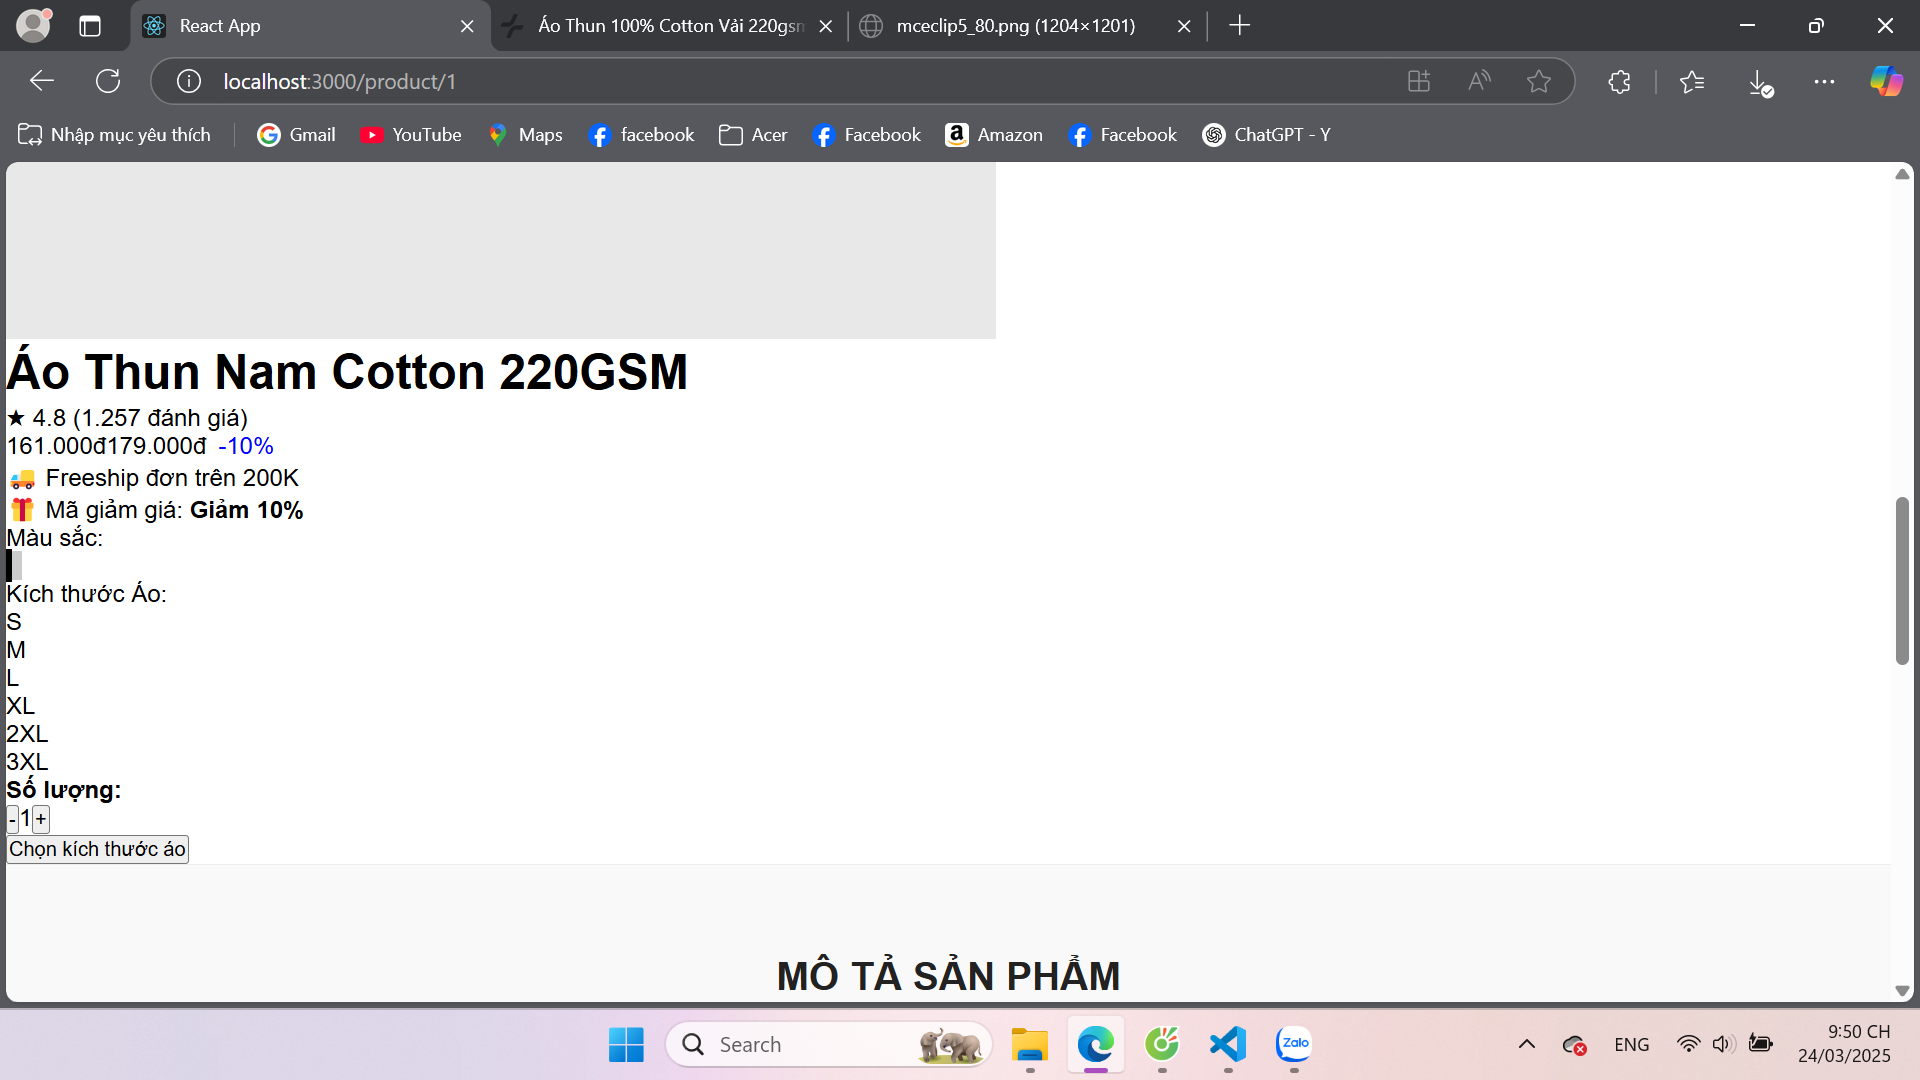 React App
Áo Thun 100% Cotton Vải 220gsm
mceclip5_80.png (1204×1201)
localhost:3000/product/1
Nhập mục yêu thích
Gmail
YouTube
Maps
facebook
Acer
Facebook
Amazon
Facebook
ChatGPT - Y
Áo Thun Nam Cotton 220GSM
★ 4.8 (1.257 đánh giá)
161.000đ179.000đ -10%
🚚 Freeship đơn trên 200K
🎁 Mã giảm giá: Giảm 10%
Màu sắc:
Kích thước Áo:
S
M
L
XL
2XL
3XL
Số lượng:
-1+
Chọn kích thước áo
MÔ TẢ SẢN PHẨM
Search
Zalo
ENG
9:50 CH
24/03/2025